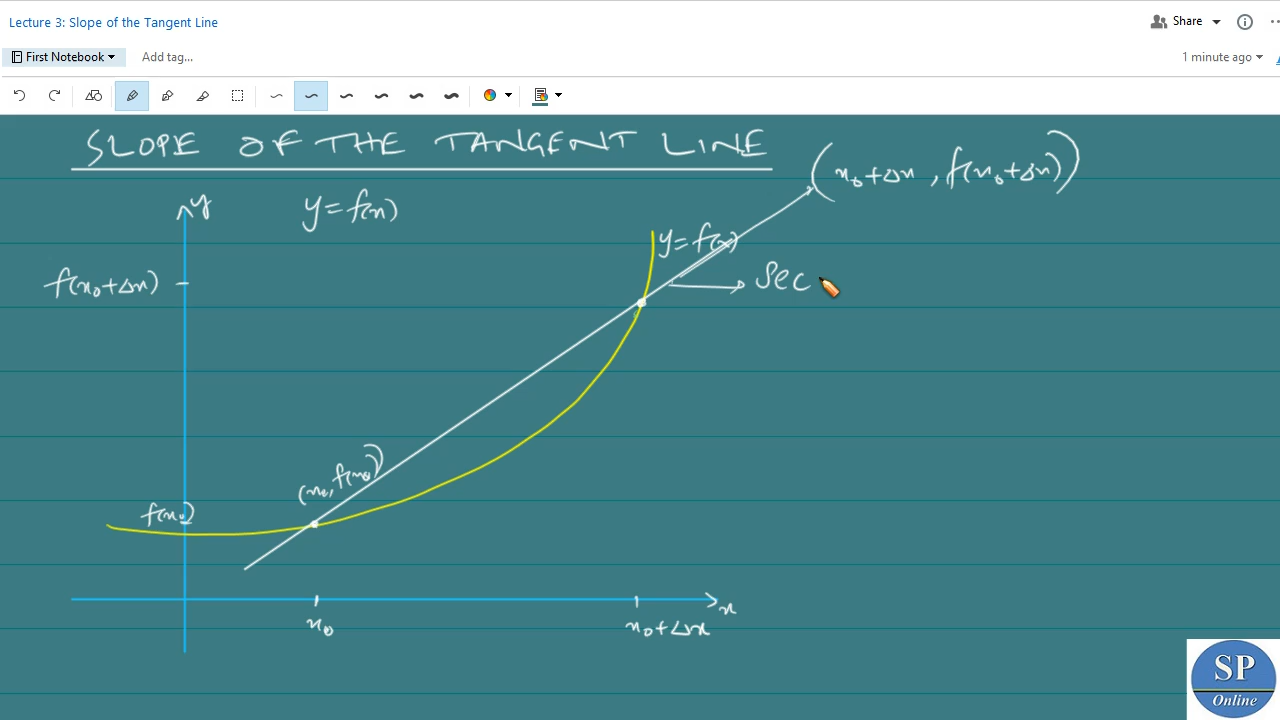 Lecture 3: Slope of the Tangent Line
Share
First Notebook
Add tag...
1 minute ago
SLOPE OF THE TANGENT LINE
(x₀+Δx, f(x₀+Δx))
y
y=f(x)
y=f(x)
f(x₀+Δx)
Sec
(x₀, f(x₀))
f(x₀)
x
x₀
x₀+Δx
SP
Online